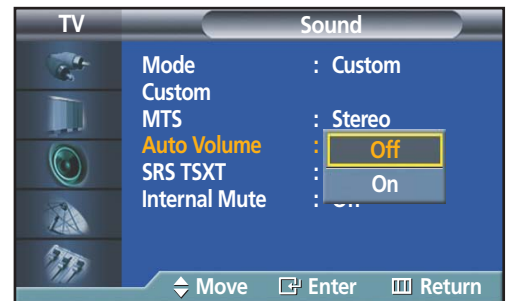 TV Sound
Mode : Custom
Custom
MTS : Stereo
Auto Volume : Off
On
SRS TSXT :
Internal Mute :
Move Enter Return